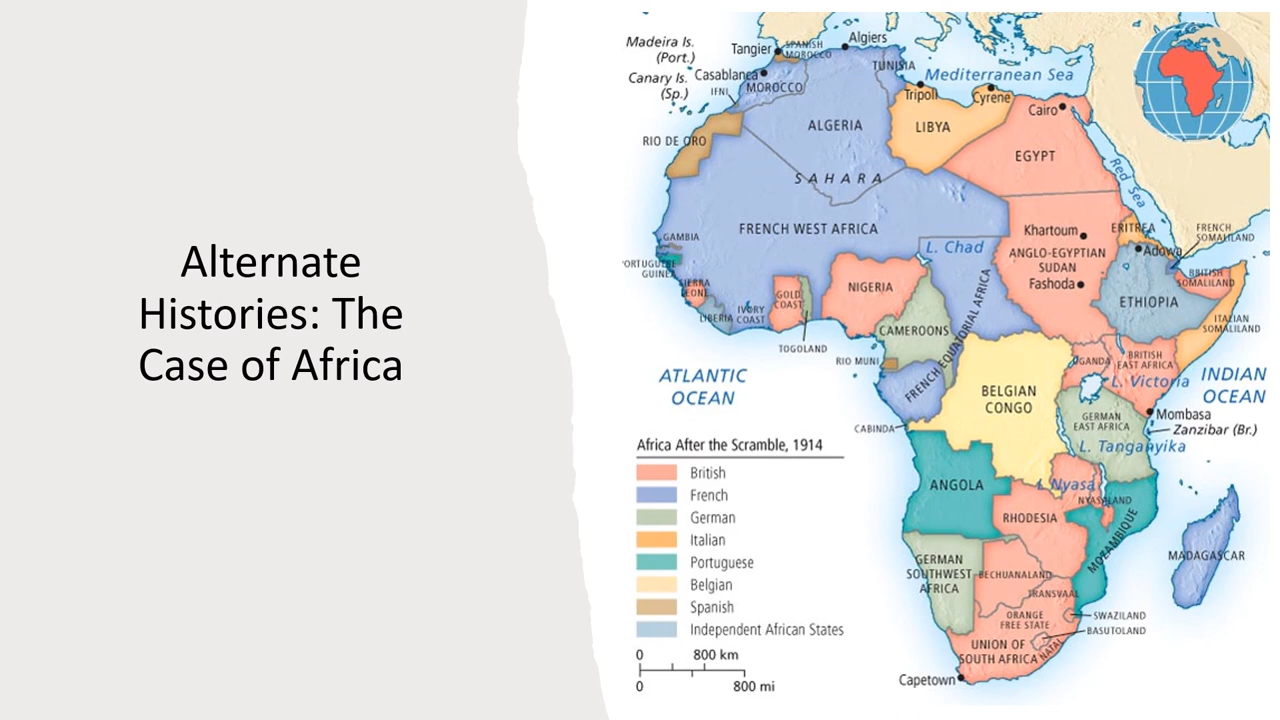 Alternate
Histories: The
Case of Africa
Madeira Is.
(Port.)
Canary Is.
(Sp.)
Tangier
SPANISH
MOROCCO
Algiers
Casablanca
IFNI
MOROCCO
TUNISIA
Mediterranean Sea
Tripoli
Cyrene
Cairo
RIO DE ORO
ALGERIA
LIBYA
EGYPT
SAHARA
Red Sea
FRENCH WEST AFRICA
GAMBIA
PORTUGUESE
GUINEA
SIERRA
LEONE
LIBERIA
IVORY
COAST
GOLD
COAST
TOGOLAND
NIGERIA
L. Chad
CAMEROONS
RIO MUNI
FRENCH EQUATORIAL AFRICA
Khartoum
ANGLO-EGYPTIAN
SUDAN
Fashoda
ERITREA
Adowa
FRENCH
SOMALILAND
BRITISH
SOMALILAND
ETHIOPIA
ITALIAN
SOMALILAND
UGANDA
BRITISH
EAST AFRICA
L. Victoria
INDIAN
OCEAN
ATLANTIC
OCEAN
BELGIAN
CONGO
CABINDA
GERMAN
EAST AFRICA
Mombasa
Zanzibar (Br.)
L. Tanganyika
ANGOLA
L. Nyasa
NYASALAND
RHODESIA
MOZAMBIQUE
MADAGASCAR
GERMAN
SOUTHWEST
AFRICA
BECHUANALAND
TRANSVAAL
ORANGE
FREE STATE
SWAZILAND
BASUTOLAND
UNION OF
SOUTH AFRICA
NATAL
Capetown
Africa After the Scramble, 1914
British
French
German
Italian
Portuguese
Belgian
Spanish
Independent African States
0 800 km
0 800 mi